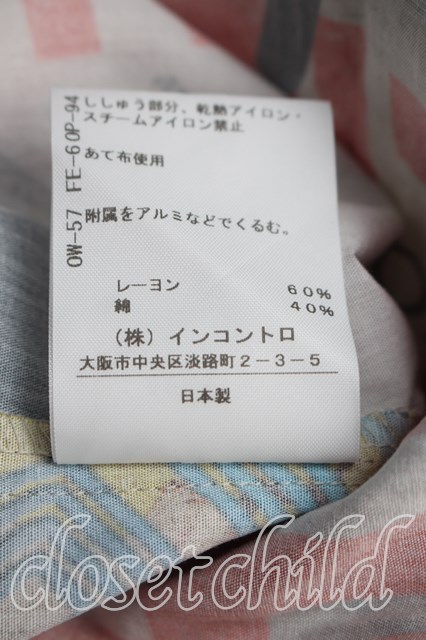 ししゅう部分、乾熱アイロン・
スチームアイロン禁止
あて布使用
附属をアルミなどでくるむ。
OW-57 FE-60P-94
レーヨン 60%
綿 40%
(株)インコントロ
大阪市中央区淡路町2-3-5
日本製
closet child